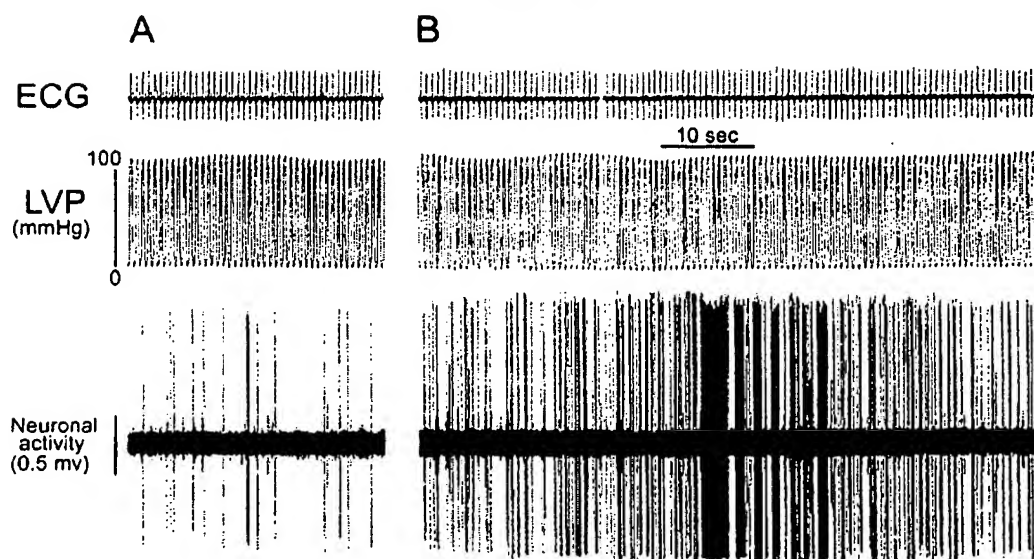 A
B
ECG
10 sec
100
LVP
(mmHg)
0
Neuronal
activity
(0.5 mv)